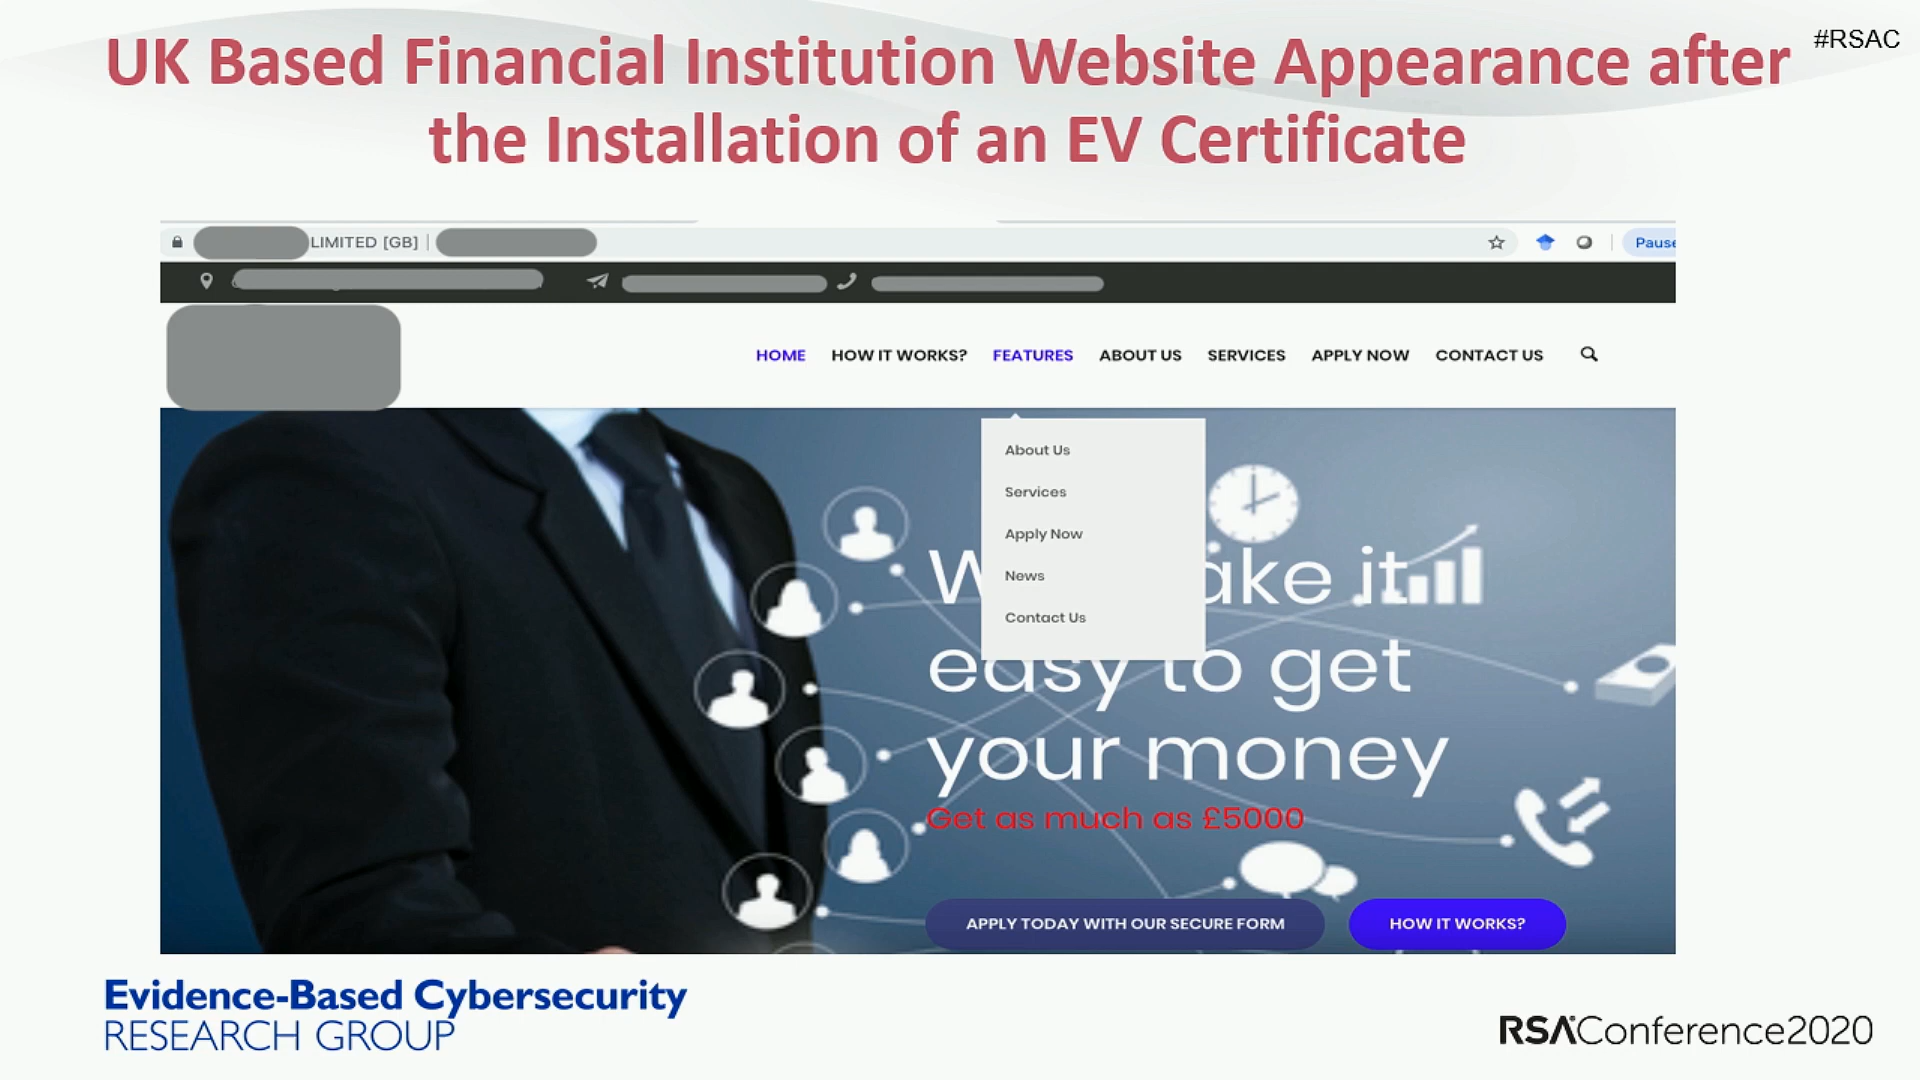 #RSAC
UK Based Financial Institution Website Appearance after
the Installation of an EV Certificate
LIMITED [GB]
HOME HOW IT WORKS? FEATURES ABOUT US SERVICES APPLY NOW CONTACT US
About Us
Services
Apply Now
News
Contact Us
it
easy to get
your money
Get as much as £5000
APPLY TODAY WITH OUR SECURE FORM HOW IT WORKS?
Evidence-Based Cybersecurity
RESEARCH GROUP
RSAConference2020